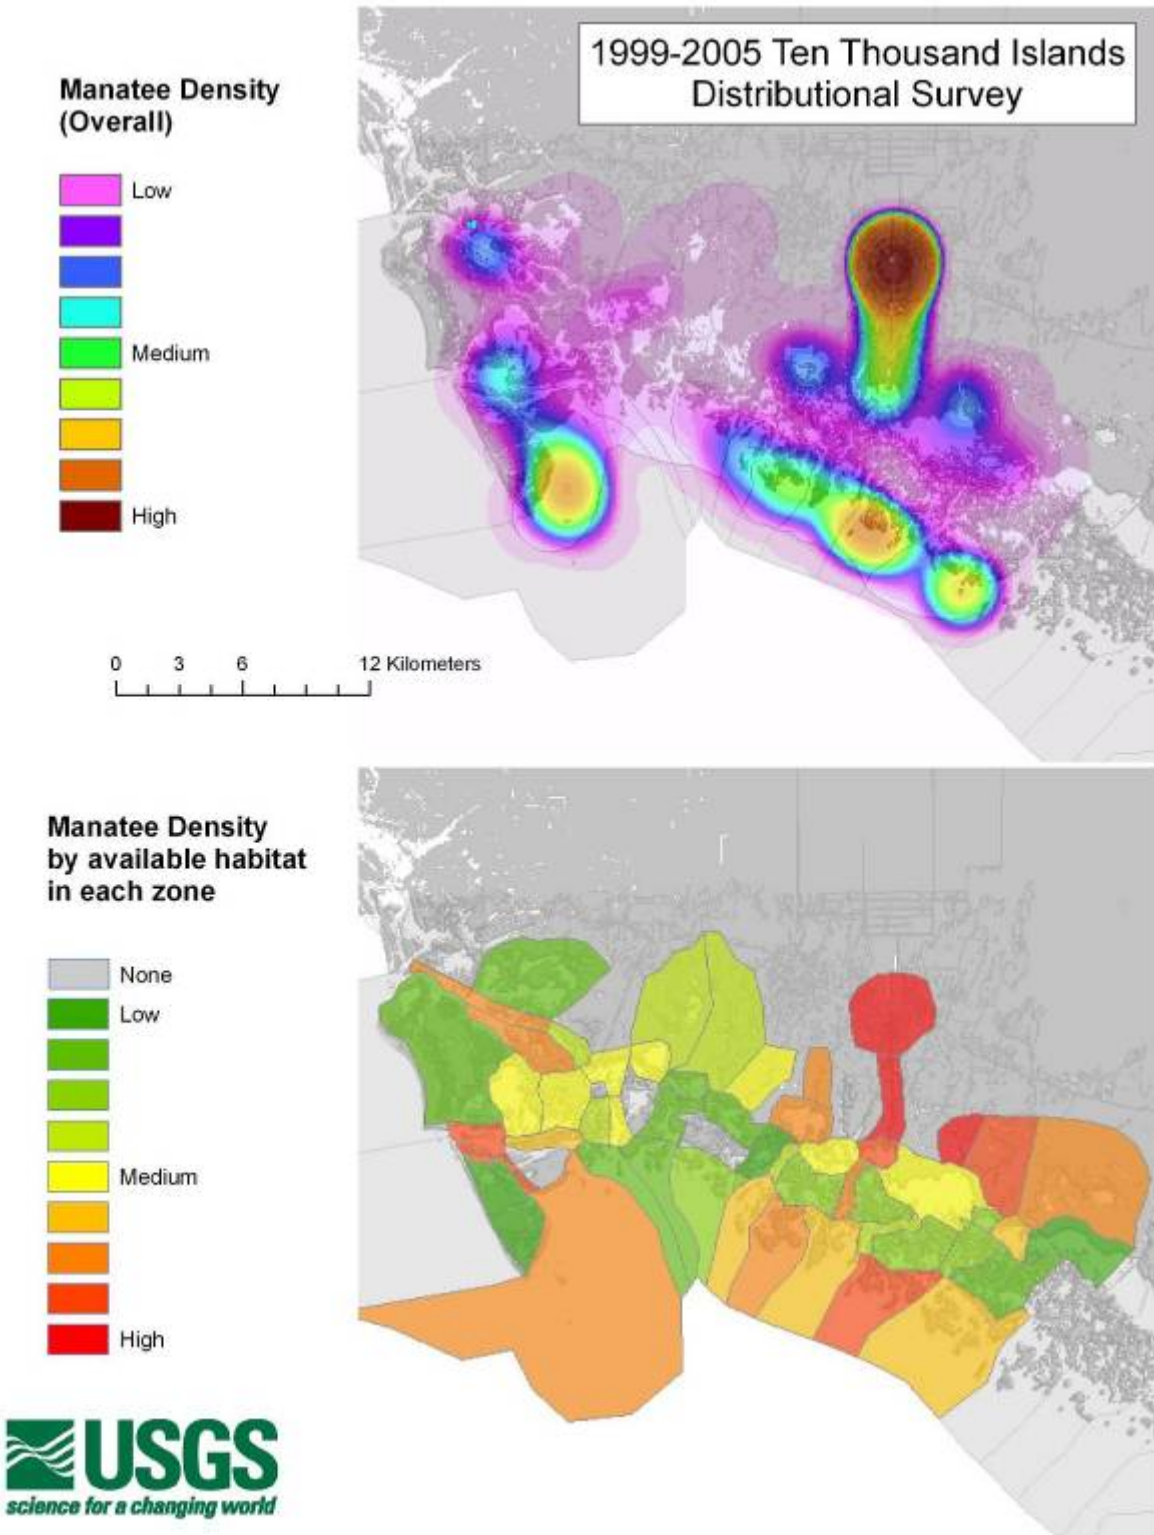 1999-2005 Ten Thousand Islands
Distributional Survey
Manatee Density
(Overall)
Low
Medium
High
0 3 6 12 Kilometers
Manatee Density
by available habitat
in each zone
None
Low
Medium
High
USGS
science for a changing world